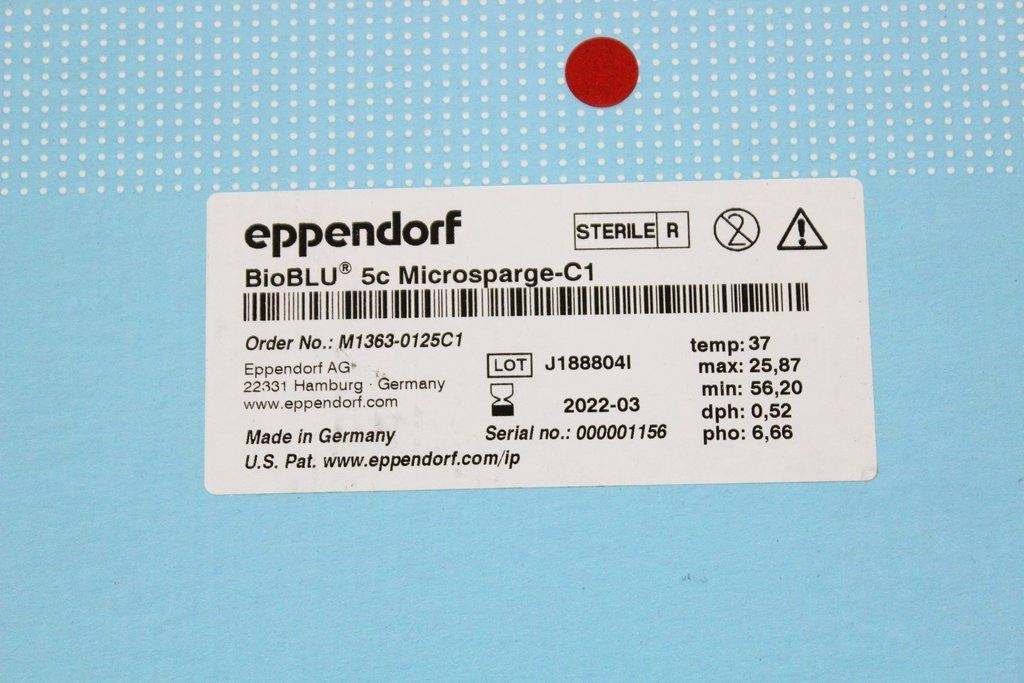 eppendorf
STERILE R
2
BioBLU® 5c Microsparge-C1
Order No.: M1363-0125C1
Eppendorf AG
22331 Hamburg · Germany
www.eppendorf.com
Made in Germany
U.S. Pat. www.eppendorf.com/ip
LOT J188804I
2022-03
Serial no.: 000001156
temp: 37
max: 25,87
min: 56,20
dph: 0,52
pho: 6,66